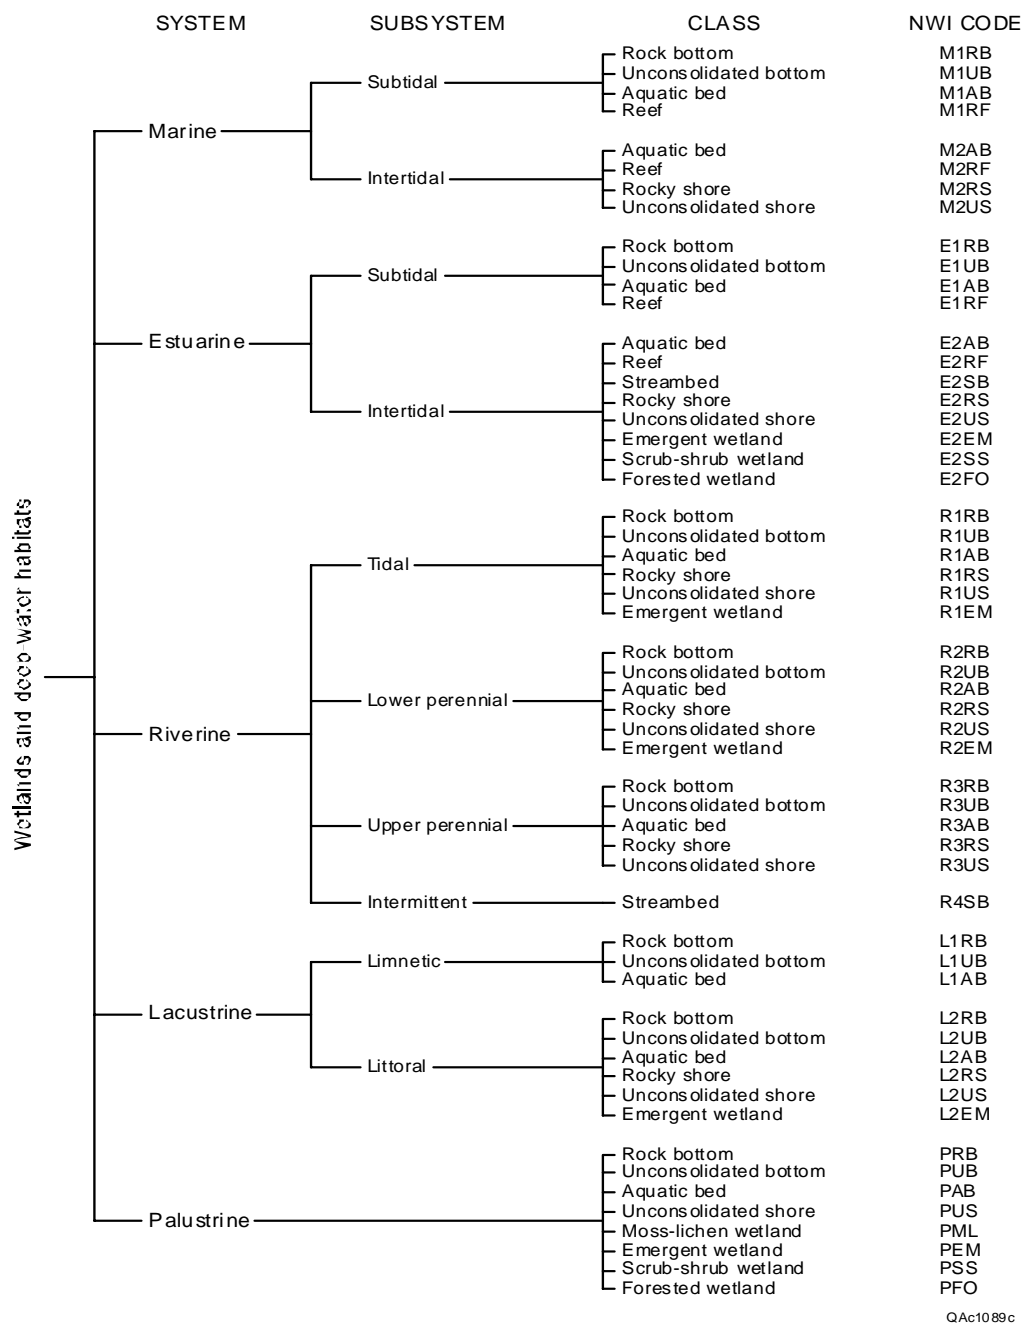 SYSTEM SUBSYSTEM CLASS NWI CODE
Rock bottom M1RB
Unconsolidated bottom M1UB
Subtidal
Aquatic bed M1AB
Reef M1RF
Marine
Aquatic bed M2AB
Reef M2RF
Intertidal
Rocky shore M2RS
Unconsolidated shore M2US
Rock bottom E1RB
Unconsolidated bottom E1UB
Subtidal
Aquatic bed E1AB
Reef E1RF
Estuarine Aquatic bed E2AB
Reef E2RF
Streambed E2SB
Rocky shore E2RS
Intertidal
Unconsolidated shore E2US
Emergent wetland E2EM
Scrub-shrub wetland E2SS
Forested wetland E2FO
Wetlands and deep-water habitats
Rock bottom R1RB
Unconsolidated bottom R1UB
Aquatic bed R1AB
Tidal
Rocky shore R1RS
Unconsolidated shore R1US
Emergent wetland R1EM
Rock bottom R2RB
Unconsolidated bottom R2UB
Aquatic bed R2AB
Lower perennial
Rocky shore R2RS
Unconsolidated shore R2US
Riverine
Emergent wetland R2EM
Rock bottom R3RB
Unconsolidated bottom R3UB
Upper perennial Aquatic bed R3AB
Rocky shore R3RS
Unconsolidated shore R3US
Intermittent Streambed R4SB
Rock bottom L1RB
Limnetic Unconsolidated bottom L1UB
Aquatic bed L1AB
Lacustrine
Rock bottom L2RB
Unconsolidated bottom L2UB
Aquatic bed L2AB
Littoral
Rocky shore L2RS
Unconsolidated shore L2US
Emergent wetland L2EM
Rock bottom PRB
Unconsolidated bottom PUB
Aquatic bed PAB
Unconsolidated shore PUS
Palustrine
Moss-lichen wetland PML
Emergent wetland PEM
Scrub-shrub wetland PSS
Forested wetland PFO
QAc1089c